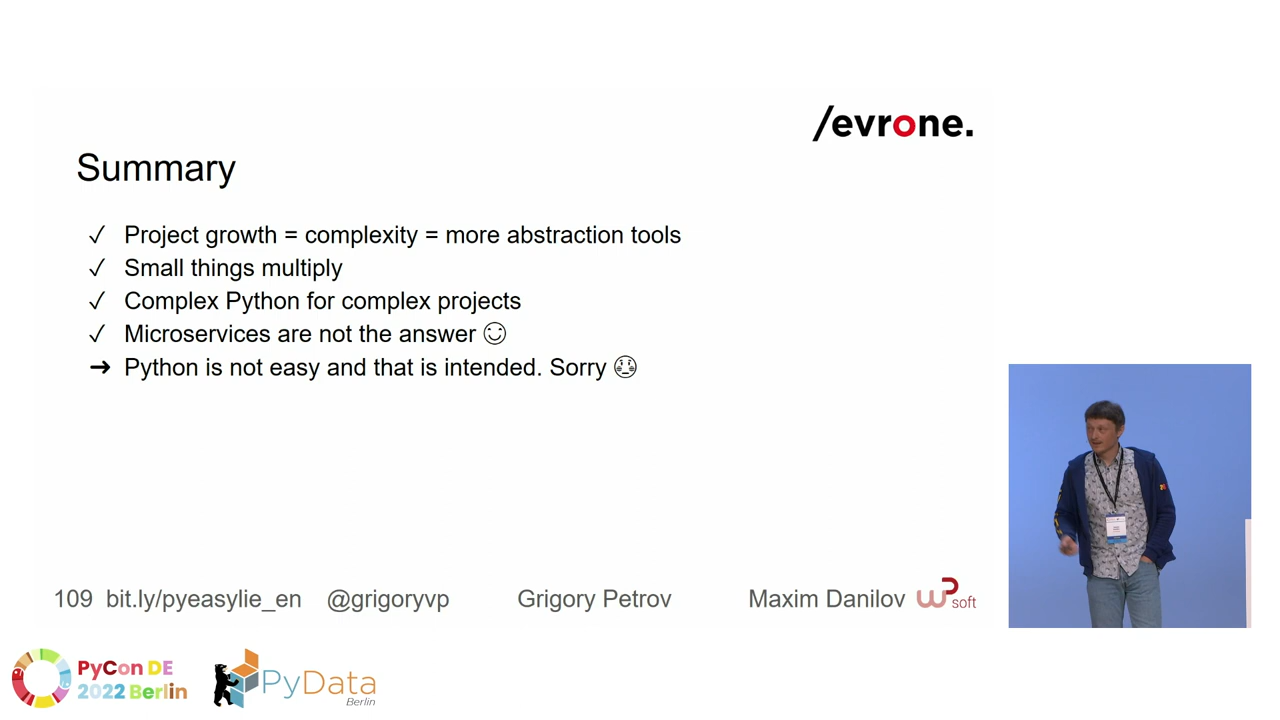 /evrone.
Summary
✓ Project growth = complexity = more abstraction tools
✓ Small things multiply
✓ Complex Python for complex projects
✓ Microservices are not the answer ☺
➔ Python is not easy and that is intended. Sorry 😰
109 bit.ly/pyeasylie_en @grigoryvp Grigory Petrov Maxim Danilov wP soft
PyCon DE
2022 Berlin
PyData
Berlin